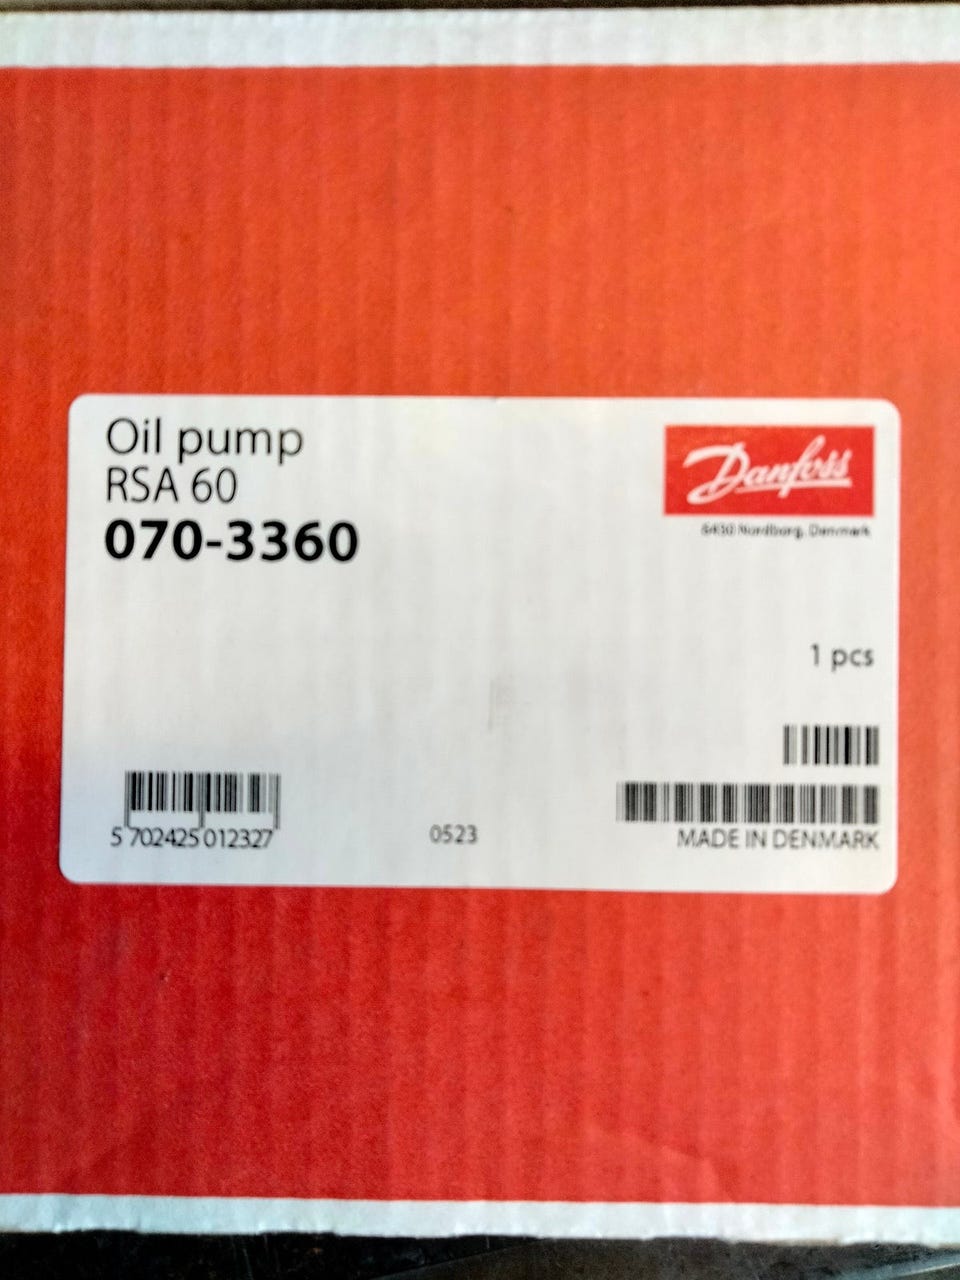 Oil pump
RSA 60
070-3360
Danfoss
6430 Nordborg, Denmark
1 pcs
5 702425 012327
0523
MADE IN DENMARK